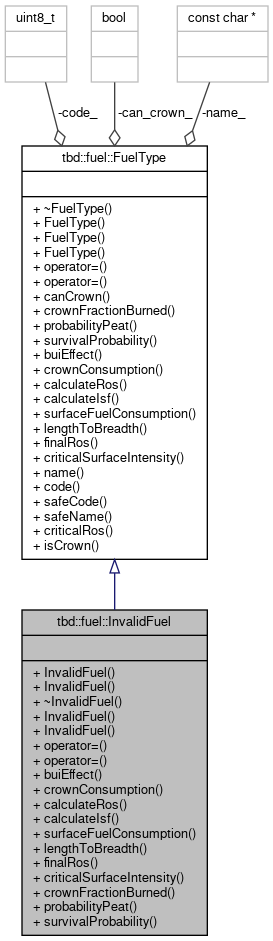 uint8_t
bool
const char *
-code_
-can_crown_
-name_
tbd::fuel::FuelType
+ ~FuelType()
+ FuelType()
+ FuelType()
+ FuelType()
+ operator=()
+ operator=()
+ canCrown()
+ crownFractionBurned()
+ probabilityPeat()
+ survivalProbability()
+ buiEffect()
+ crownConsumption()
+ calculateRos()
+ calculateIsf()
+ surfaceFuelConsumption()
+ lengthToBreadth()
+ finalRos()
+ criticalSurfaceIntensity()
+ name()
+ code()
+ safeCode()
+ safeName()
+ criticalRos()
+ isCrown()
tbd::fuel::InvalidFuel
+ InvalidFuel()
+ InvalidFuel()
+ ~InvalidFuel()
+ InvalidFuel()
+ InvalidFuel()
+ operator=()
+ operator=()
+ buiEffect()
+ crownConsumption()
+ calculateRos()
+ calculateIsf()
+ surfaceFuelConsumption()
+ lengthToBreadth()
+ finalRos()
+ criticalSurfaceIntensity()
+ crownFractionBurned()
+ probabilityPeat()
+ survivalProbability()